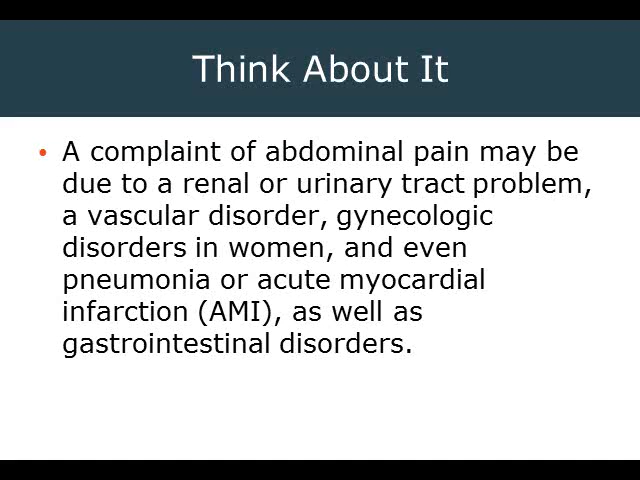 Think About It
• A complaint of abdominal pain may be
due to a renal or urinary tract problem,
a vascular disorder, gynecologic
disorders in women, and even
pneumonia or acute myocardial
infarction (AMI), as well as
gastrointestinal disorders.